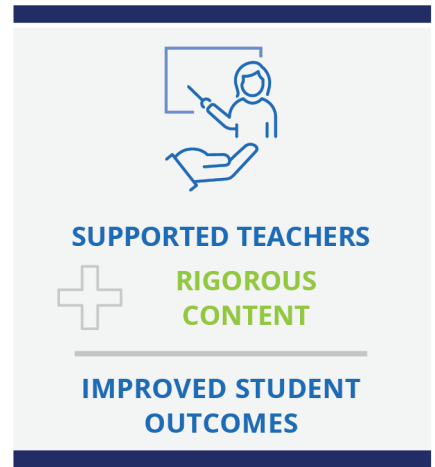 SUPPORTED TEACHERS
RIGOROUS
CONTENT
IMPROVED STUDENT
OUTCOMES